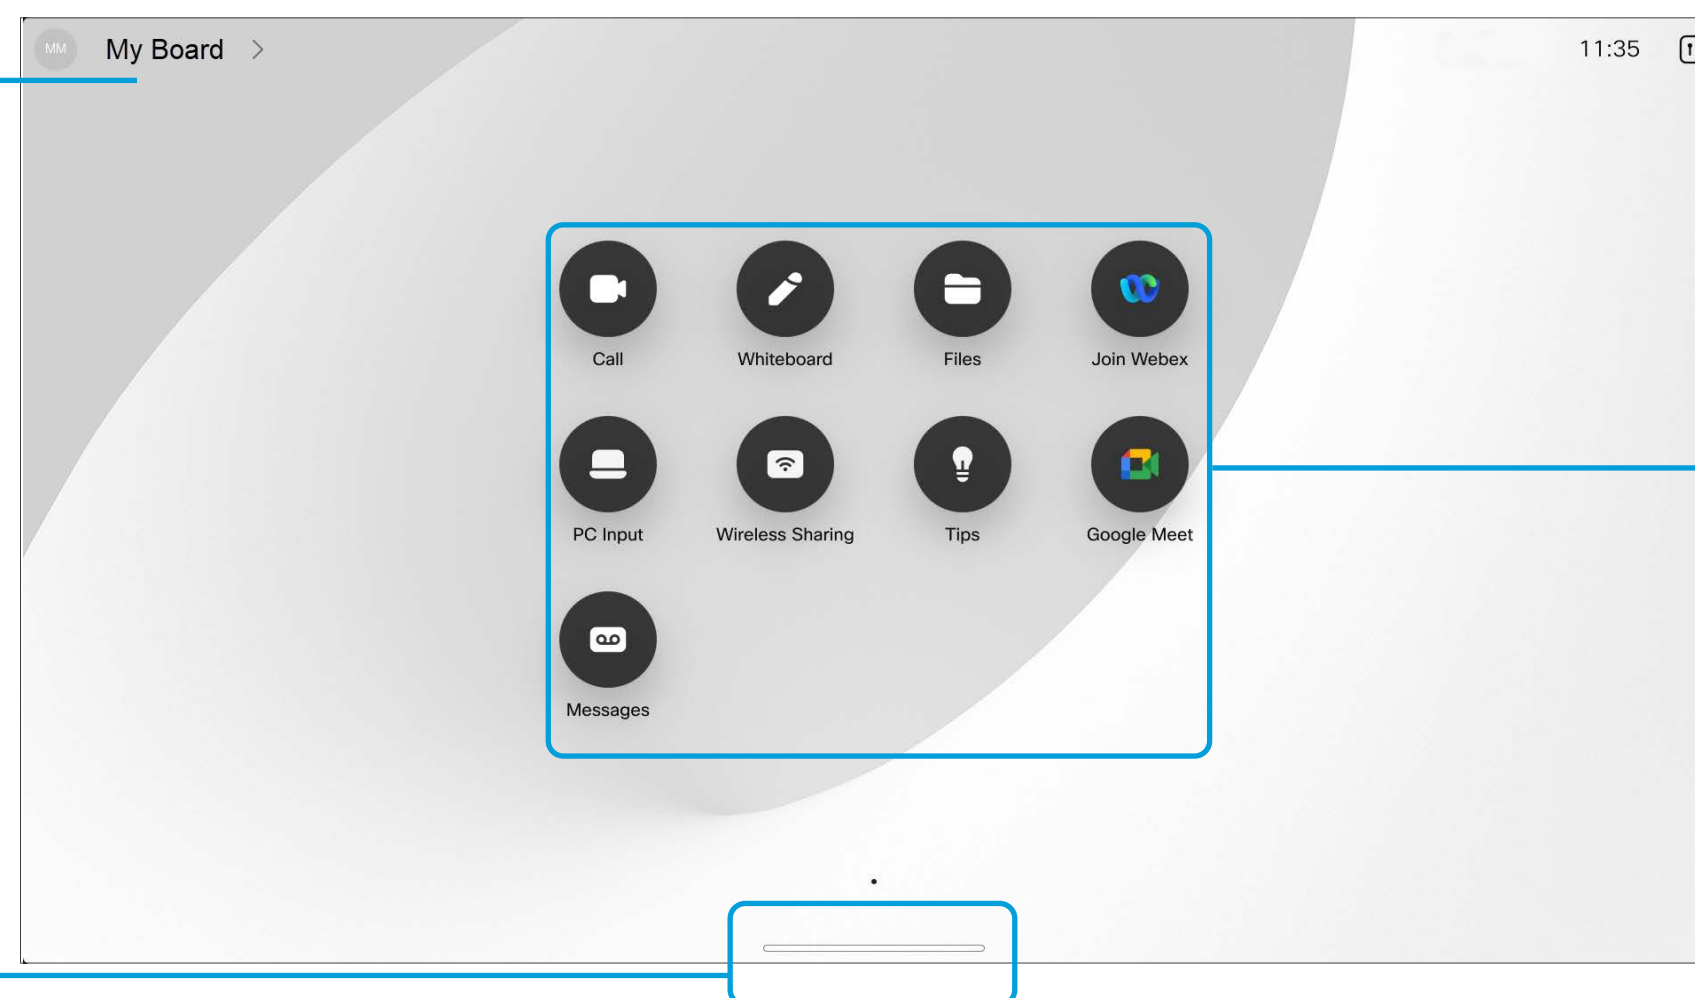 MM My Board 11:35
Call Whiteboard Files Join Webex
PC Input Wireless Sharing Tips Google Meet
Messages